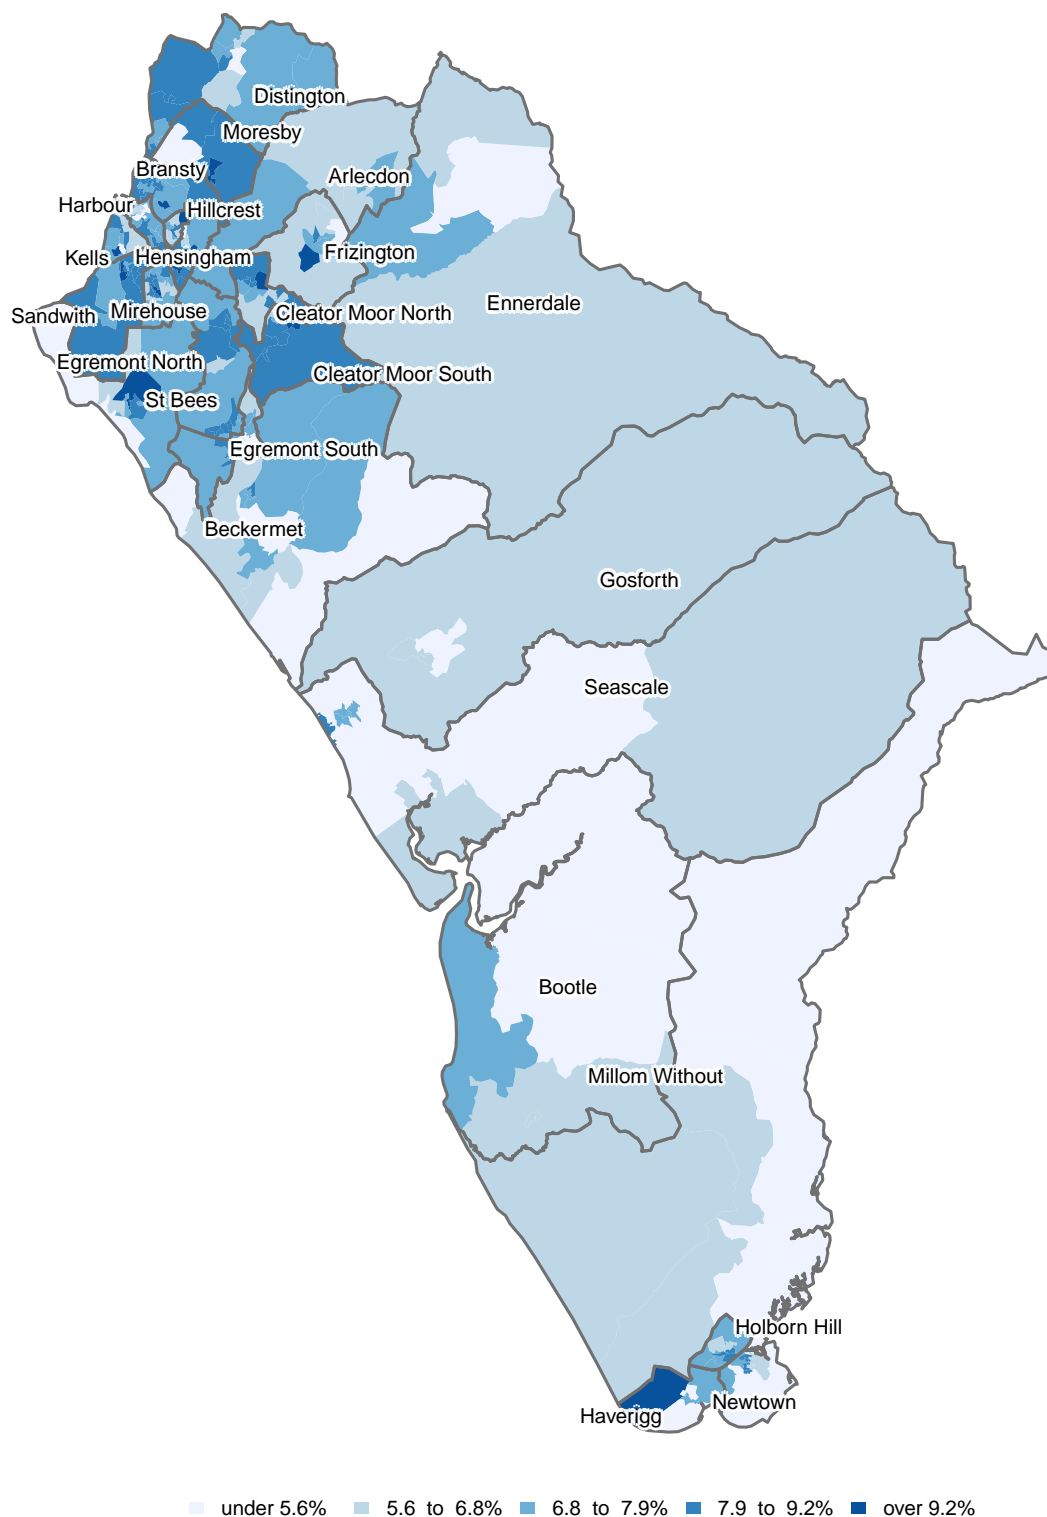 Distington
Moresby
Bransty
Arlecdon
Harbour
Hillcrest
Kells
Hensingham
Frizington
Ennerdale
Sandwith
Mirehouse
Cleator Moor North
Egremont North
Cleator Moor South
St Bees
Egremont South
Beckermet
Gosforth
Seascale
Bootle
Millom Without
Holborn Hill
Newtown
Haverigg
under 5.6% 5.6 to 6.8% 6.8 to 7.9% 7.9 to 9.2% over 9.2%